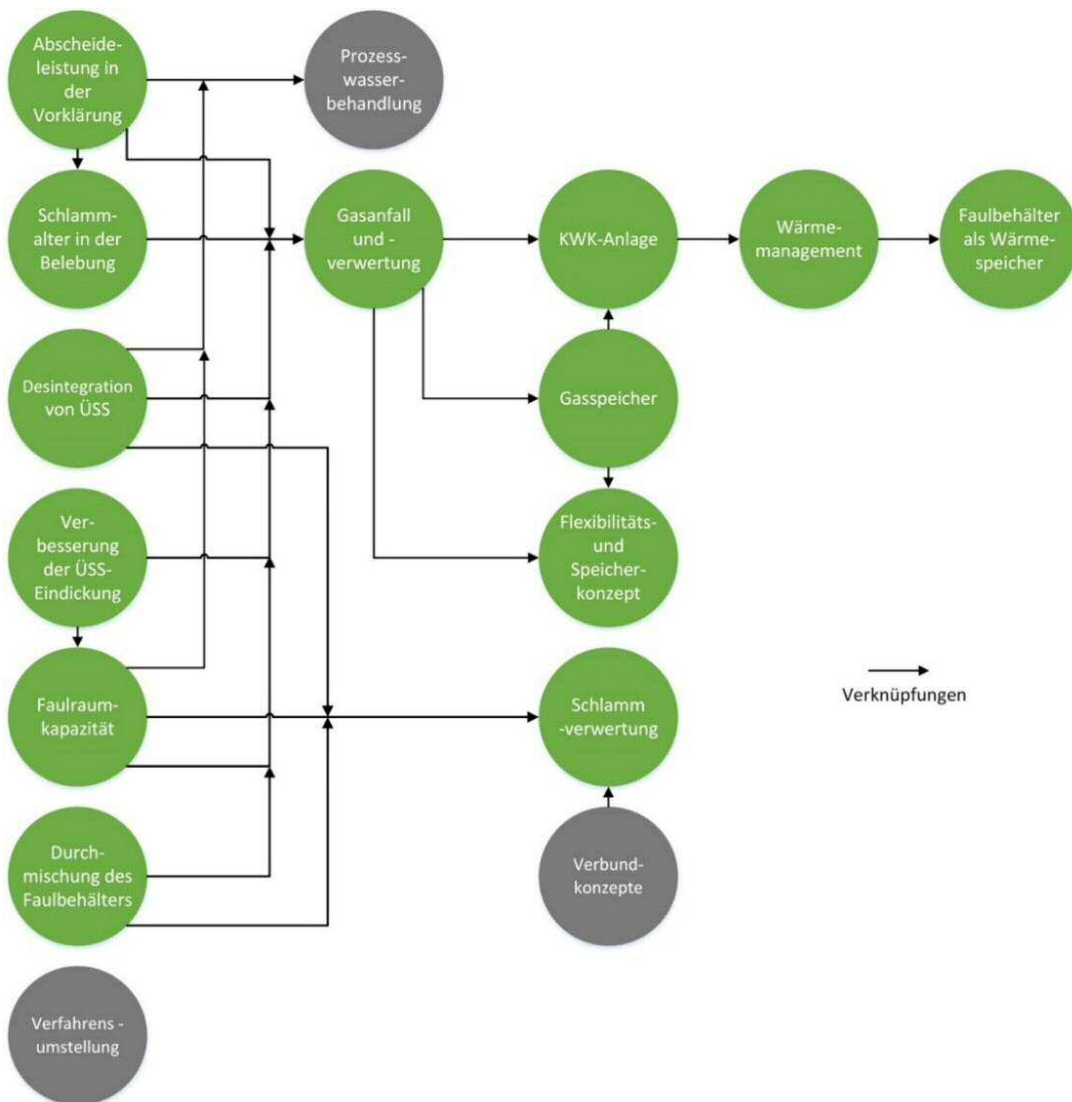 Abscheide-
leistung in
der
Vorklärung
Prozess-
wasser-
behandlung
Schlamm-
alter in der
Belebung
Gasanfall
und -
verwertung
KWK-Anlage
Wärme-
management
Faulbehälter
als Wärme-
speicher
Desintegration
von ÜSS
Gasspeicher
Ver-
besserung
der ÜSS-
Eindickung
Flexibilitäts-
und
Speicher-
konzept
Faulraum-
kapazität
Schlamm
-verwertung
Verknüpfungen
Durch-
mischung des
Faulbehälters
Verbund-
konzepte
Verfahrens -
umstellung